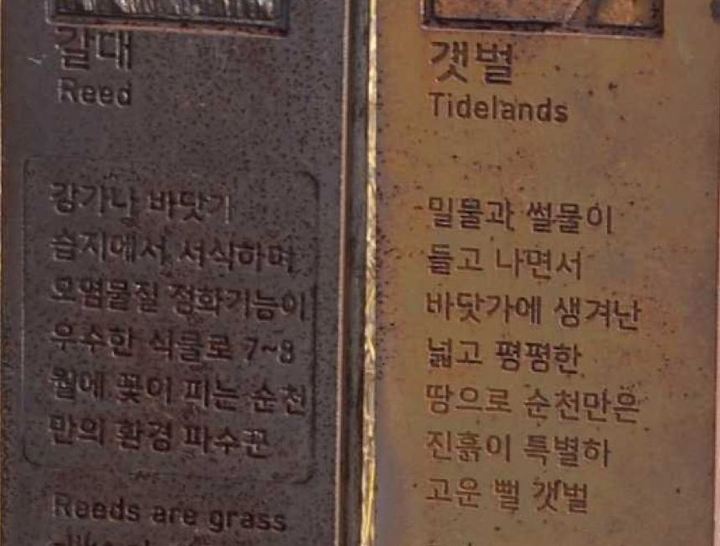 갈대
Reed
강가나 바닷가
습지에서 서식하며
오염물질 정화기능이
우수한 식물로 7~8
월에 꽃이 피는 순천
만의 환경 파수꾼
Reeds are grass
갯벌
Tidelands
밀물과 썰물이
들고 나면서
바닷가에 생겨난
넓고 평평한
땅으로 순천만은
진흙이 특별하
고운 뻘 갯벌